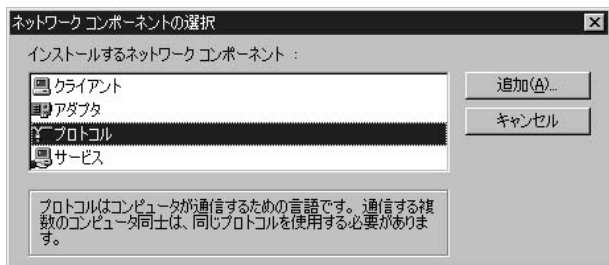 ネットワーク コンポーネントの選択
インストールするネットワーク コンポーネント :
クライアント
アダプタ
プロトコル
サービス
追加(A)...
キャンセル
プロトコルはコンピュータが通信するための言語です。通信する複
数のコンピュータ同士は、同じプロトコルを使用する必要がありま
す。